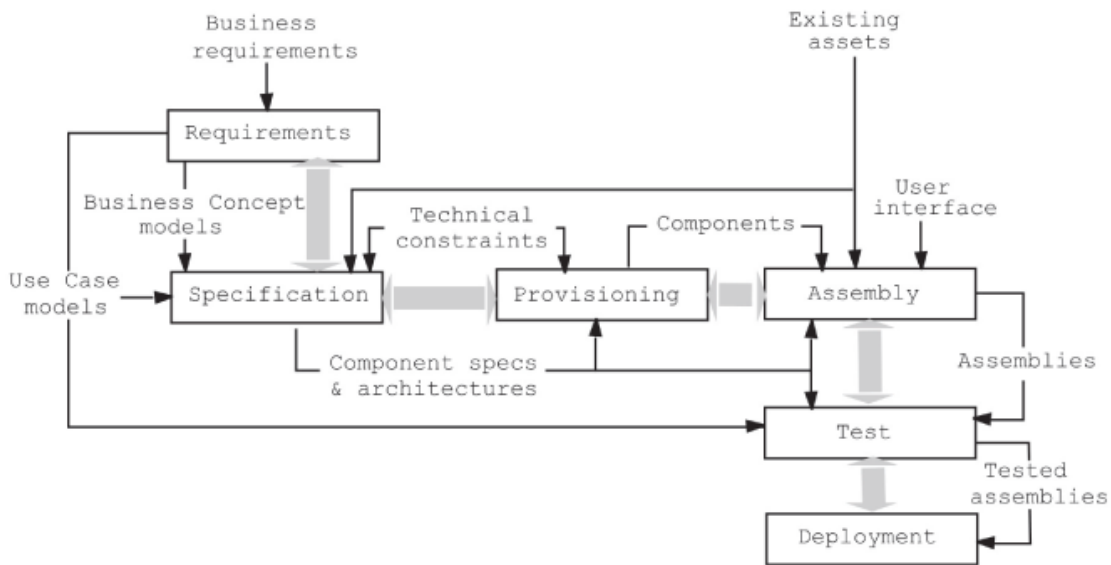 Business
requirements
Existing
assets
Requirements
Business Concept
models
Technical
constraints
Components
User
interface
Use Case
models
Specification
Provisioning
Assembly
Component specs
& architectures
Assemblies
Test
Tested
assemblies
Deployment